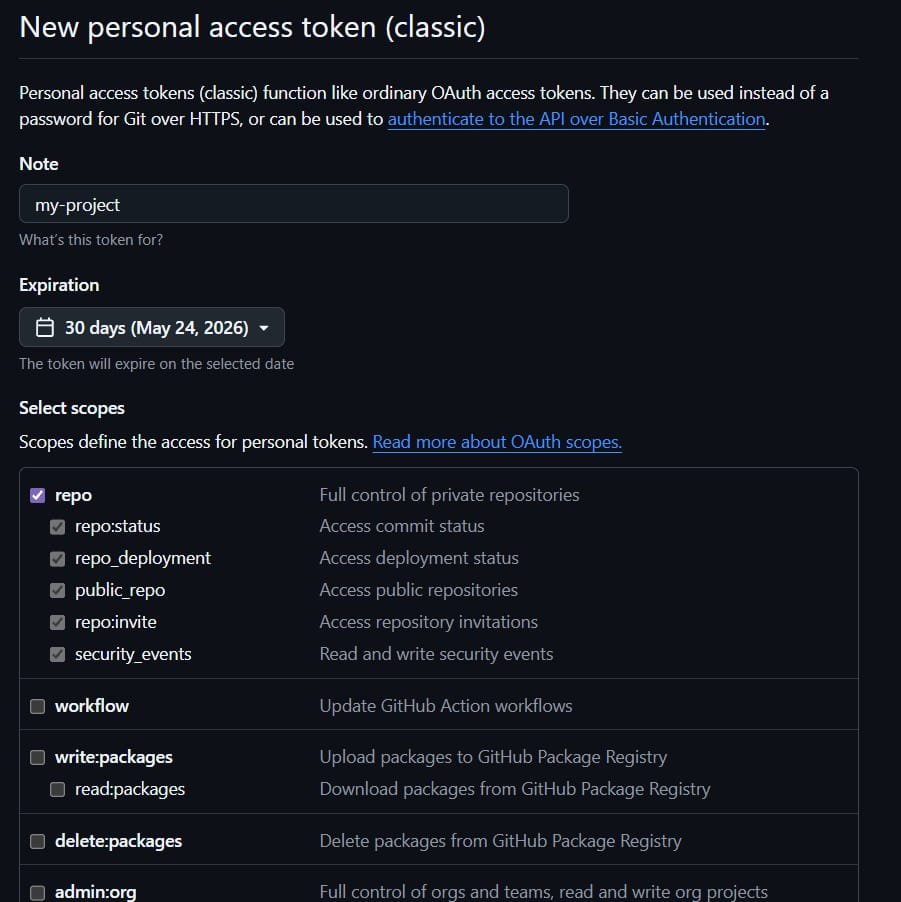 New personal access token (classic)
Personal access tokens (classic) function like ordinary OAuth access tokens. They can be used instead of a
password for Git over HTTPS, or can be used to authenticate to the API over Basic Authentication.
Note
my-project
What's this token for?
Expiration
30 days (May 24, 2026)
The token will expire on the selected date
Select scopes
Scopes define the access for personal tokens. Read more about OAuth scopes.
repo Full control of private repositories
repo:status Access commit status
repo_deployment Access deployment status
public_repo Access public repositories
repo:invite Access repository invitations
security_events Read and write security events
workflow Update GitHub Action workflows
write:packages Upload packages to GitHub Package Registry
read:packages Download packages from GitHub Package Registry
delete:packages Delete packages from GitHub Package Registry
admin:org Full control of orgs and teams, read and write org projects